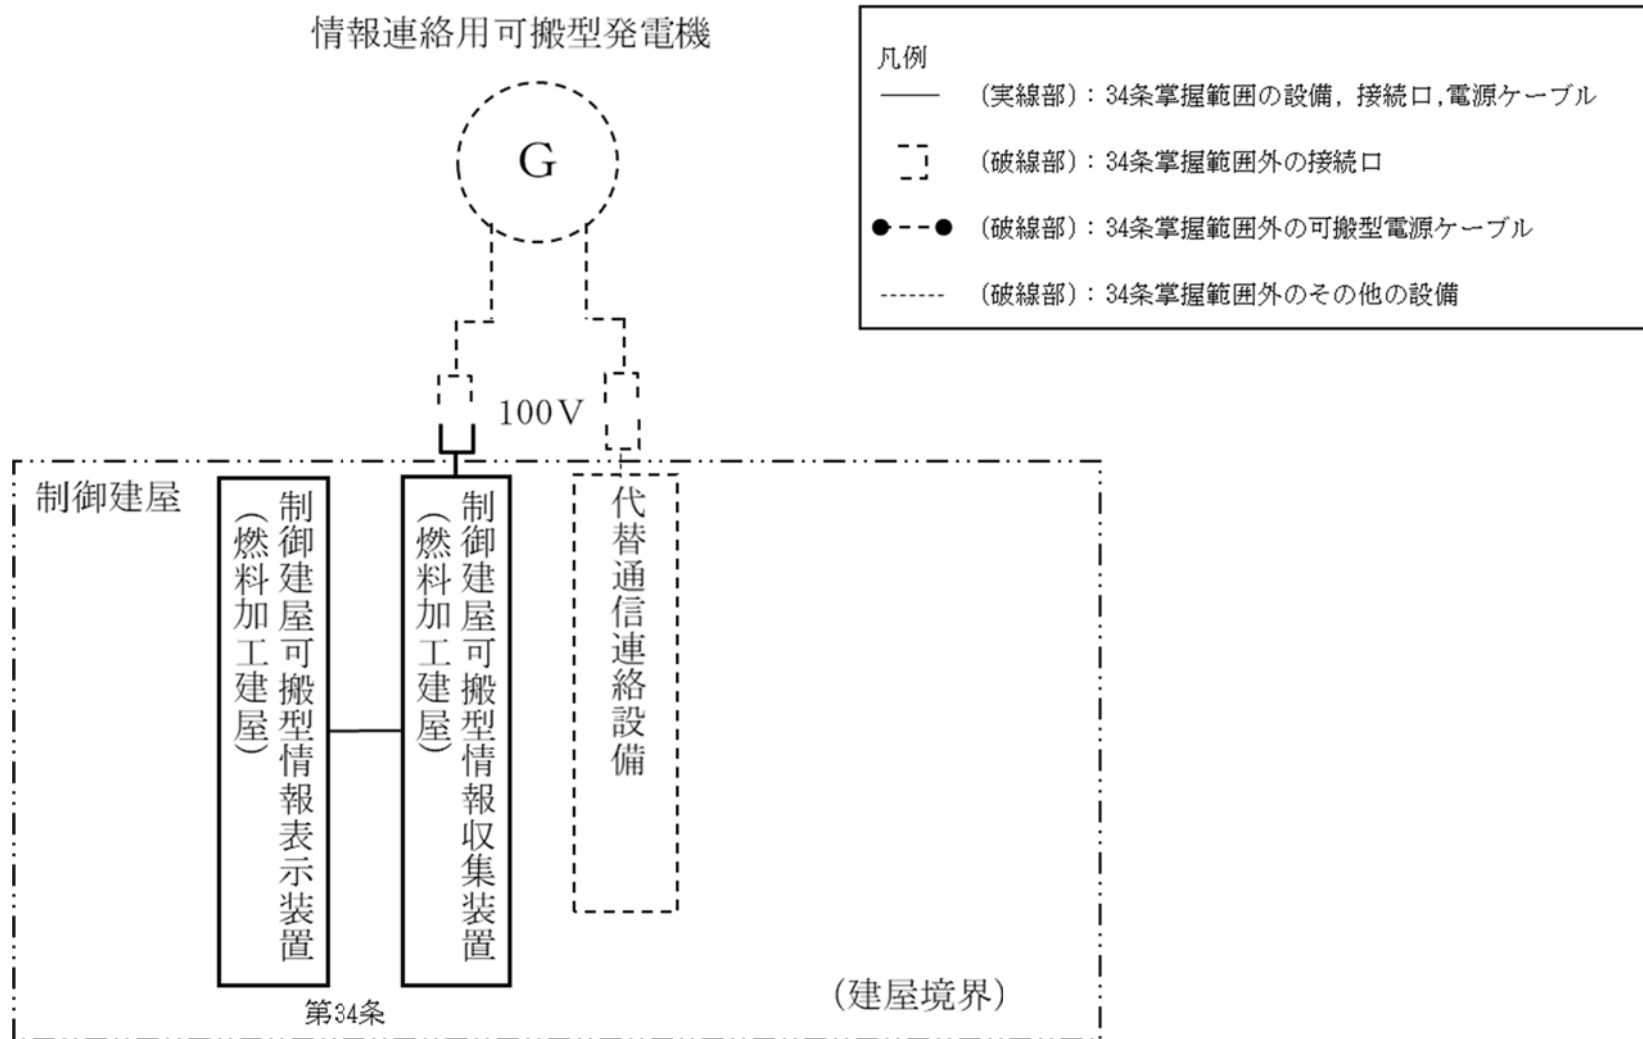 情報連絡用可搬型発電機
G
100V
凡例
(実線部):34条掌握範囲の設備,接続口,電源ケーブル
(破線部):34条掌握範囲外の接続口
(破線部):34条掌握範囲外の可搬型電源ケーブル
(破線部):34条掌握範囲外のその他の設備
制御建屋
制御建屋可搬型情報表示装置
(燃料加工建屋)
制御建屋可搬型情報収集装置
(燃料加工建屋)
代替通信連絡設備
第34条
(建屋境界)